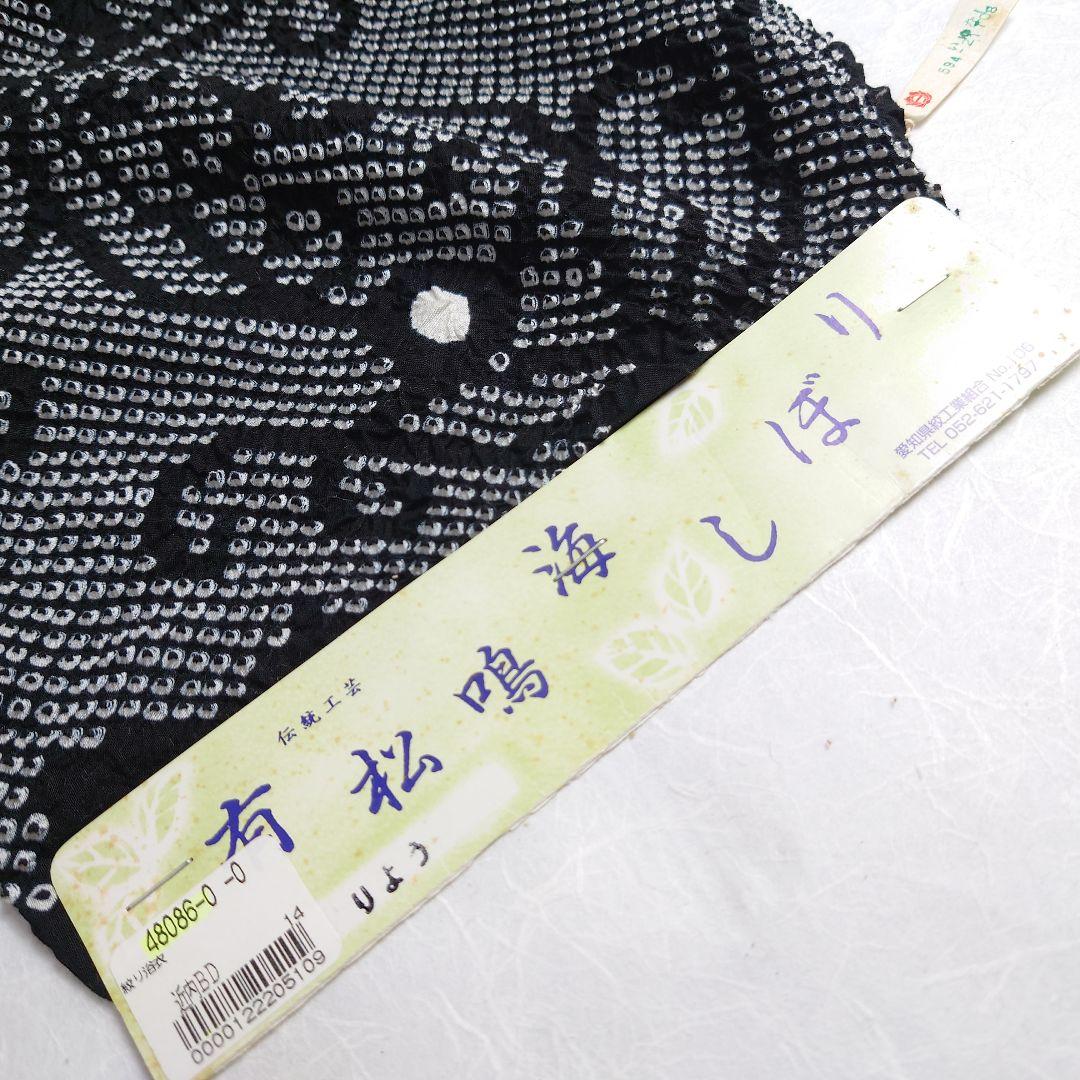 伝統工芸
有松鳴海しぼり
りょう
愛知県絞工業組合 No.106
TEL 052-621-1797
48086-0 -0
絞り浴衣
近内BD
14
0000122205109